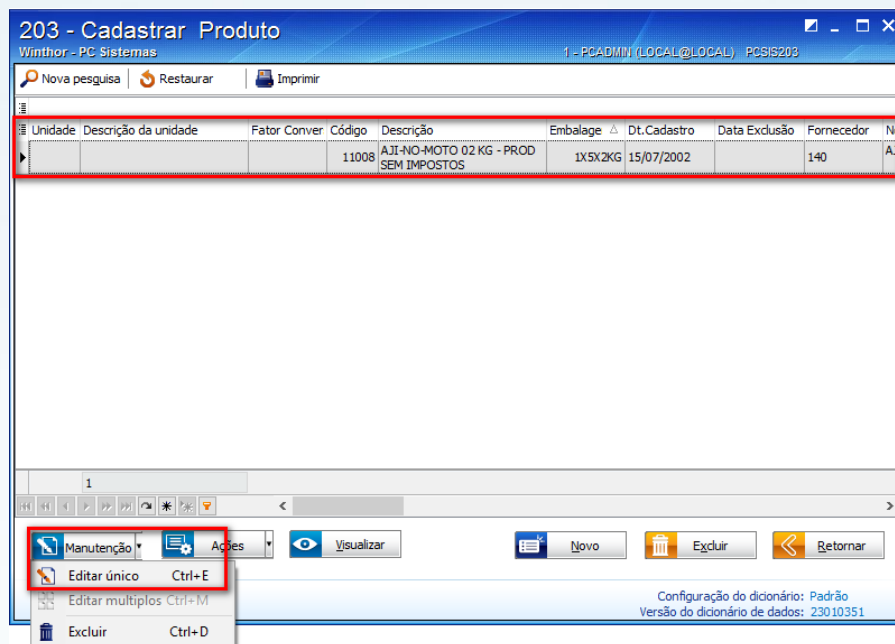 203 - Cadastrar Produto
Winthor - PC Sistemas
1 - PCADMIN (LOCAL@LOCAL) PCSIS203
Nova pesquisa Restaurar Imprimir
Unidade Descrição da unidade Fator Conver Código Descrição Embalage Dt.Cadastro Data Exclusão Fornecedor
11008 AJI-NO-MOTO 02 KG - PROD SEM IMPOSTOS 1X5X2KG 15/07/2002 140
1
Manutenção Ações Visualizar Novo Excluir Retornar
Editar único Ctrl+E
Editar multiplos Ctrl+M
Excluir Ctrl+D
Configuração do dicionário: Padrão
Versão do dicionário de dados: 23010351